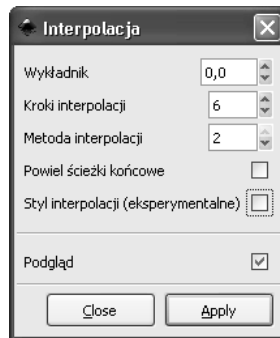 Interpolacja
Wykładnik 0,0
Kroki interpolacji 6
Metoda interpolacji 2
Powiel ścieżki końcowe
Styl interpolacji (eksperymentalne)
Podgląd
Close Apply